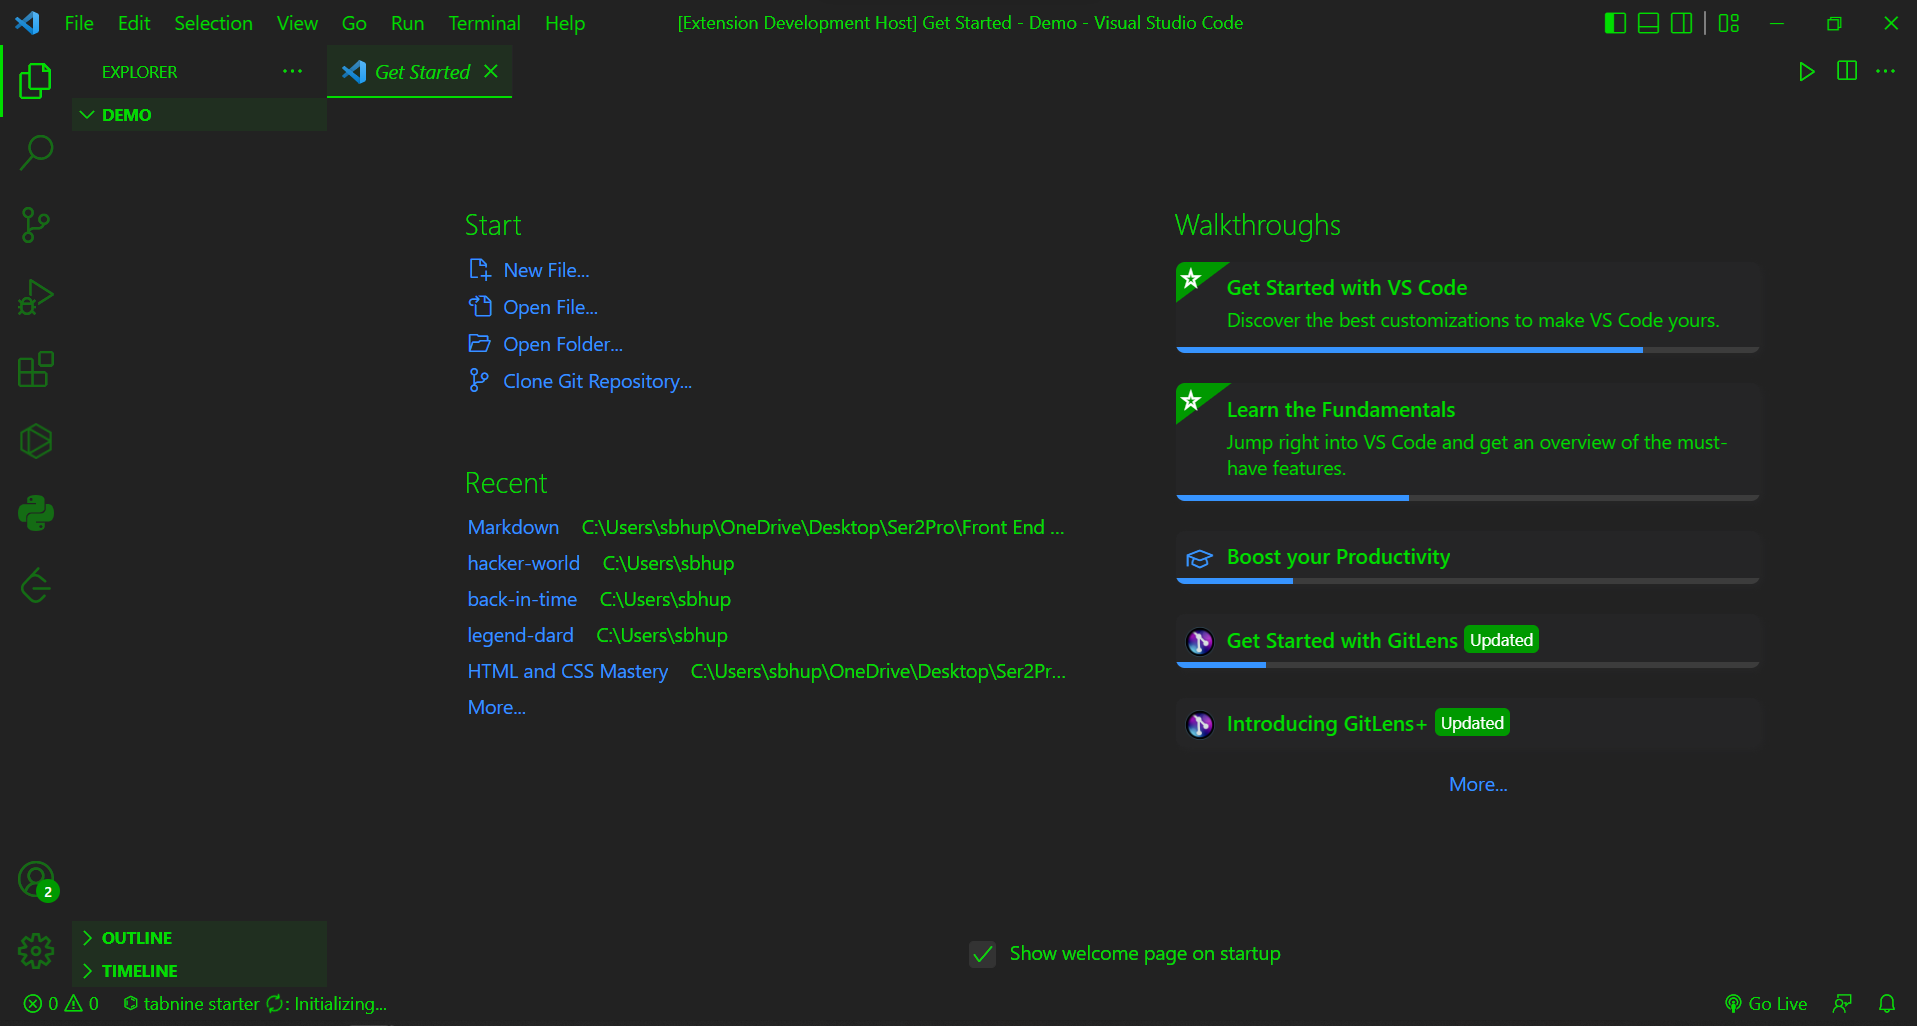 File Edit Selection View Go Run Terminal Help [Extension Development Host] Get Started - Demo - Visual Studio Code
EXPLORER
Get Started
DEMO
Start
New File...
Open File...
Open Folder...
Clone Git Repository...
Recent
Markdown C:\Users\sbhup\OneDrive\Desktop\Ser2Pro\Front End ...
hacker-world C:\Users\sbhup
back-in-time C:\Users\sbhup
legend-dard C:\Users\sbhup
HTML and CSS Mastery C:\Users\sbhup\OneDrive\Desktop\Ser2Pr...
More...
Walkthroughs
Get Started with VS Code
Discover the best customizations to make VS Code yours.
Learn the Fundamentals
Jump right into VS Code and get an overview of the must-
have features.
Boost your Productivity
Get Started with GitLens Updated
Introducing GitLens+ Updated
More...
2
OUTLINE
TIMELINE
Show welcome page on startup
0 0 tabnine starter : Initializing... Go Live